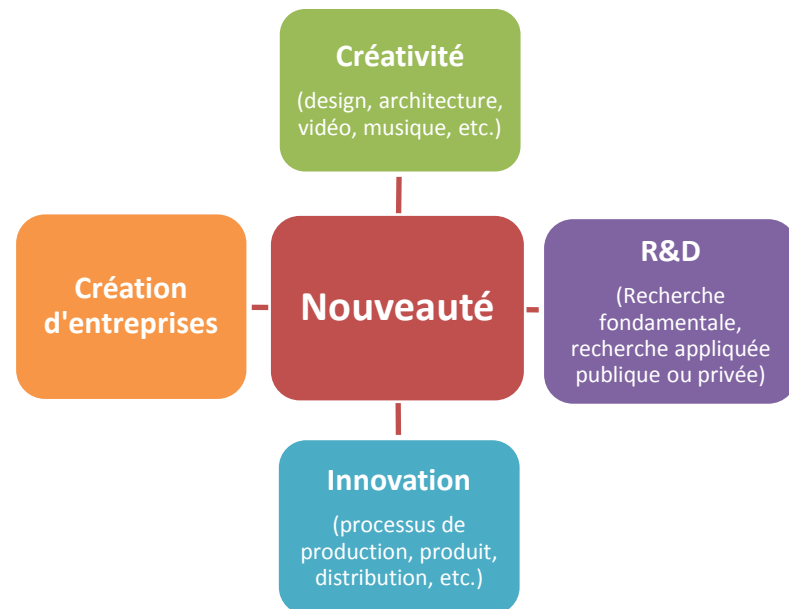 Créativité
(design, architecture,
vidéo, musique, etc.)
Création
d'entreprises
Nouveauté
R&D
(Recherche
fondamentale,
recherche appliquée
publique ou privée)
Innovation
(processus de
production, produit,
distribution, etc.)